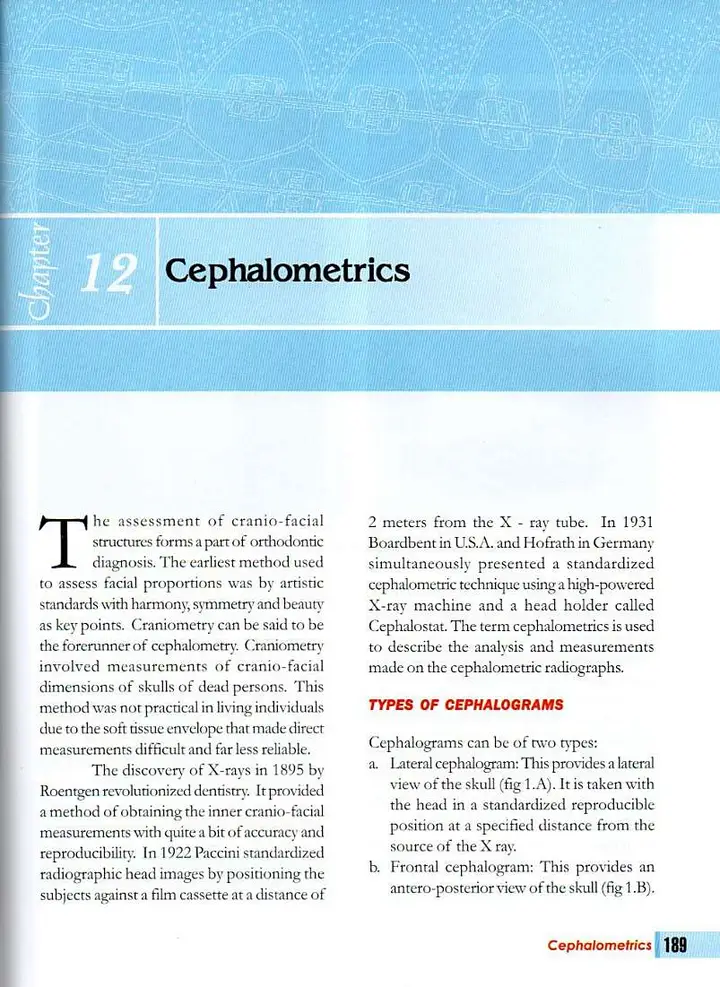 Chapter
12
Cephalometrics
The assessment of cranio-facial
structures forms a part of orthodontic
diagnosis. The earliest method used
to assess facial proportions was by artistic
standards with harmony, symmetry and beauty
as key points. Craniometry can be said to be
the forerunner of cephalometry. Craniometry
involved measurements of cranio-facial
dimensions of skulls of dead persons. This
method was not practical in living individuals
due to the soft tissue envelope that made direct
measurements difficult and far less reliable.
The discovery of X-rays in 1895 by
Roentgen revolutionized dentistry. It provided
a method of obtaining the inner cranio-facial
measurements with quite a bit of accuracy and
reproducibility. In 1922 Paccini standardized
radiographic head images by positioning the
subjects against a film cassette at a distance of
2 meters from the X - ray tube. In 1931
Boardbent in U.S.A. and Hofrath in Germany
simultaneously presented a standardized
cephalometric technique using a high-powered
X-ray machine and a head holder called
Cephalostat. The term cephalometrics is used
to describe the analysis and measurements
made on the cephalometric radiographs.
TYPES OF CEPHALOGRAMS
Cephalograms can be of two types:
a. Lateral cephalogram: This provides a lateral
view of the skull (fig 1.A). It is taken with
the head in a standardized reproducible
position at a specified distance from the
source of the X ray.
b. Frontal cephalogram: This provides an
antero-posterior view of the skull (fig 1.B).
Cephalometrics 189